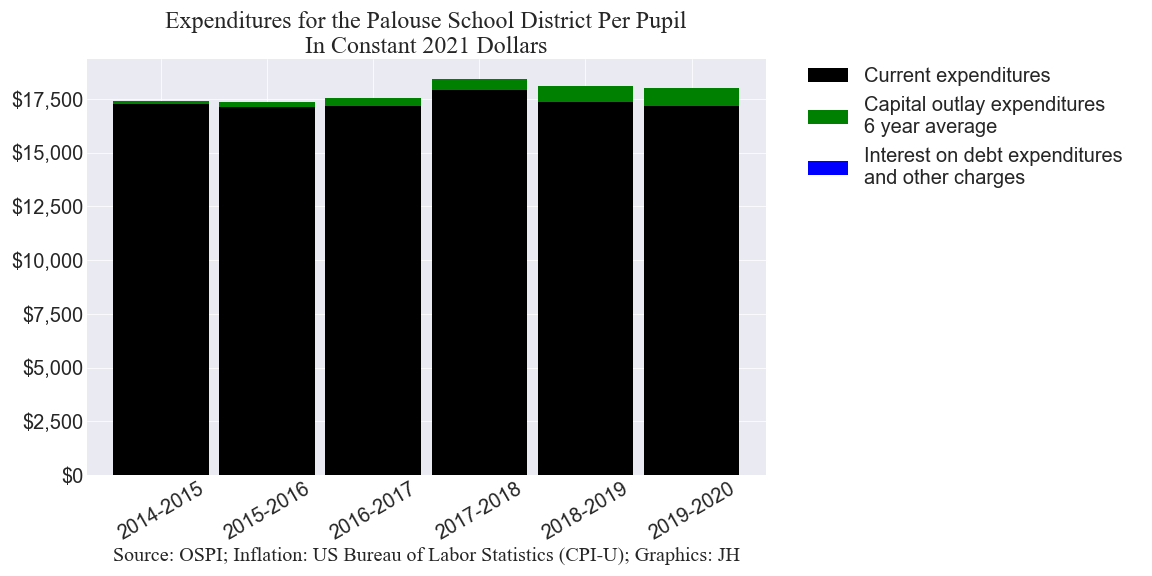 Expenditures for the Palouse School District Per Pupil
In Constant 2021 Dollars
$17,500
$15,000
$12,500
$10,000
$7,500
$5,000
$2,500
$0
2014-2015
2015-2016
2016-2017
2017-2018
2018-2019
2019-2020
Source: OSPI; Inflation: US Bureau of Labor Statistics (CPI-U); Graphics: JH
Current expenditures
Capital outlay expenditures
6 year average
Interest on debt expenditures
and other charges